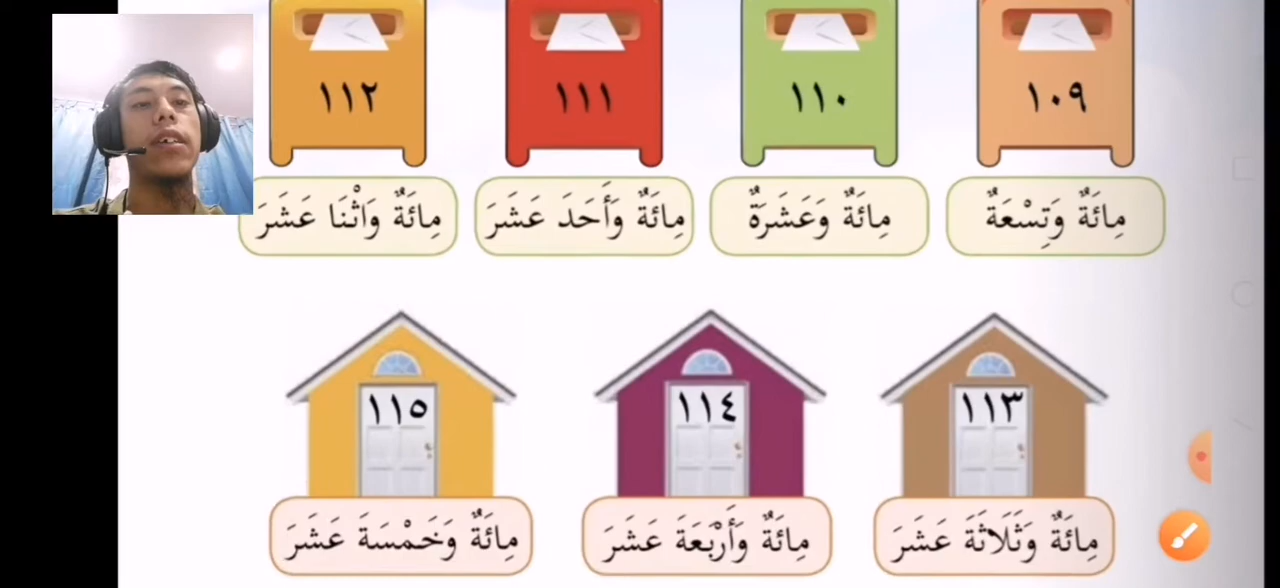 ١٠٩ ١١٠ ١١١ ١١٢
مِائَةٌ وَتِسْعَةٌ مِائَةٌ وَعَشَرَةٌ مِائَةٌ وَأَحَدَ عَشَرَ مِائَةٌ وَاثْنَا عَشَرَ
١١٣ ١١٤ ١١٥
مِائَةٌ وَثَلَاثَةَ عَشَرَ مِائَةٌ وَأَرْبَعَةَ عَشَرَ مِائَةٌ وَخَمْسَةَ عَشَرَ